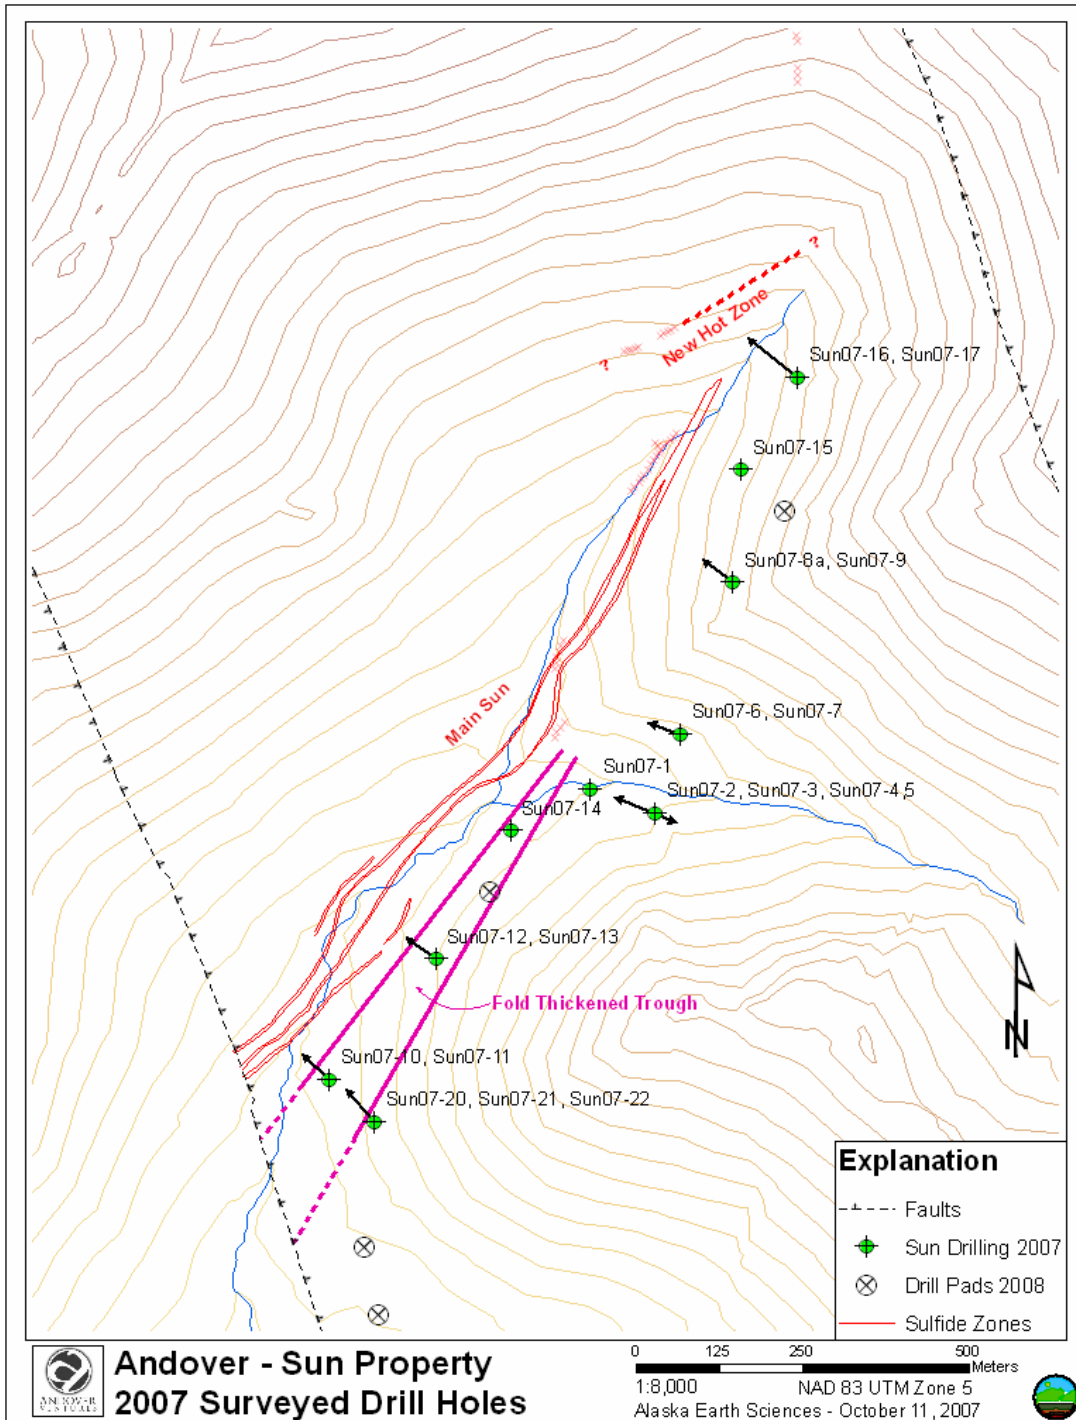 ?
New Hot Zone
?
Sun07-16, Sun07-17
Sun07-15
Sun07-8a, Sun07-9
Main Sun
Sun07-6, Sun07-7
Sun07-1
Sun07-2, Sun07-3, Sun07-4,5
Sun07-14
Sun07-12, Sun07-13
Fold Thickened Trough
N
Sun07-10, Sun07-11
Sun07-20, Sun07-21, Sun07-22
Explanation
Faults
Sun Drilling 2007
Drill Pads 2008
Sulfide Zones
ANDOVER
VENTURES
Andover - Sun Property
2007 Surveyed Drill Holes
0 125 250 500
Meters
1:8,000 NAD 83 UTM Zone 5
Alaska Earth Sciences - October 11, 2007